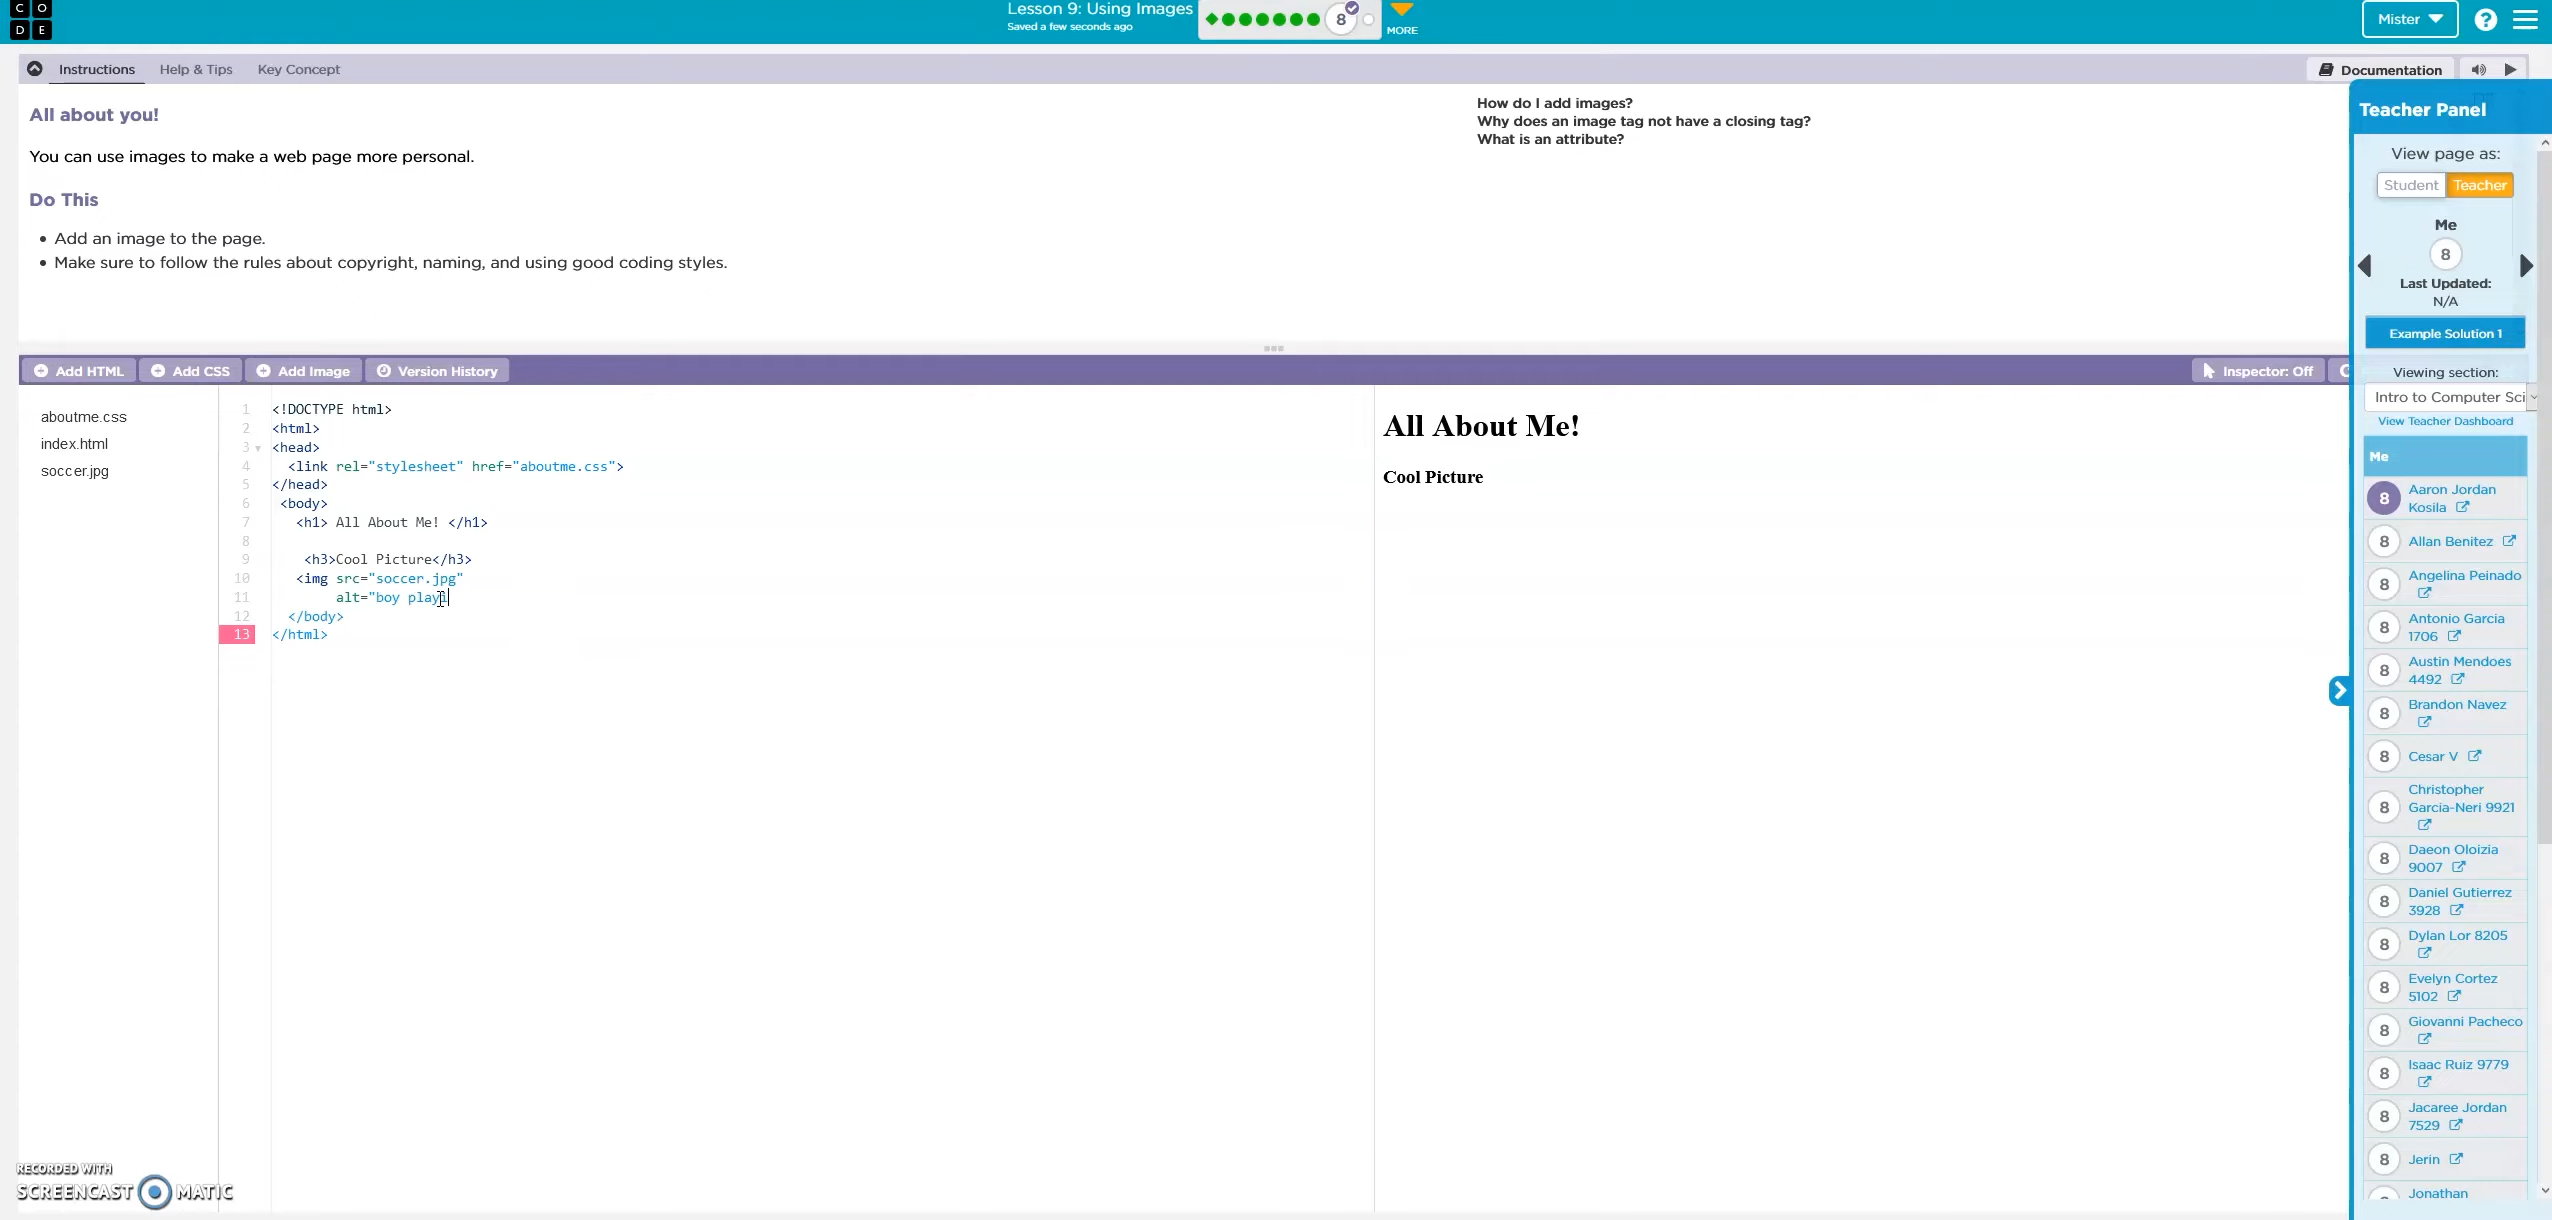 CODE
Lesson 9: Using Images
Saved a few seconds ago
8
MORE
Mister
?
Instructions
Help & Tips
Key Concept
Documentation
All about you!
You can use images to make a web page more personal.
Do This
• Add an image to the page.
• Make sure to follow the rules about copyright, naming, and using good coding styles.
How do I add images?
Why does an image tag not have a closing tag?
What is an attribute?
Add HTML
Add CSS
Add Image
Version History
Inspector: Off
aboutme.css
index.html
soccer.jpg
1 <!DOCTYPE html>
2 <html>
3 <head>
4 <link rel="stylesheet" href="aboutme.css">
5 </head>
6 <body>
7 <h1> All About Me! </h1>
8
9 <h3>Cool Picture</h3>
10 <img src="soccer.jpg"
11 alt="boy playi
12 </body>
13 </html>
All About Me!
Cool Picture
Teacher Panel
View page as:
Student Teacher
Me
8
Last Updated:
N/A
Example Solution 1
Viewing section:
Intro to Computer Sci
View Teacher Dashboard
Me
8 Aaron Jordan
Kosila
8 Allan Benitez
8 Angelina Peinado
8 Antonio Garcia
1706
8 Austin Mendoes
4492
8 Brandon Navez
8 Cesar V
8 Christopher
Garcia-Neri 9921
8 Daeon Oloizia
9007
8 Daniel Gutierrez
3928
8 Dylan Lor 8205
8 Evelyn Cortez
5102
8 Giovanni Pacheco
8 Isaac Ruiz 9779
8 Jacaree Jordan
7529
8 Jerin
Jonathan
RECORDED WITH
SCREENCAST MATIC